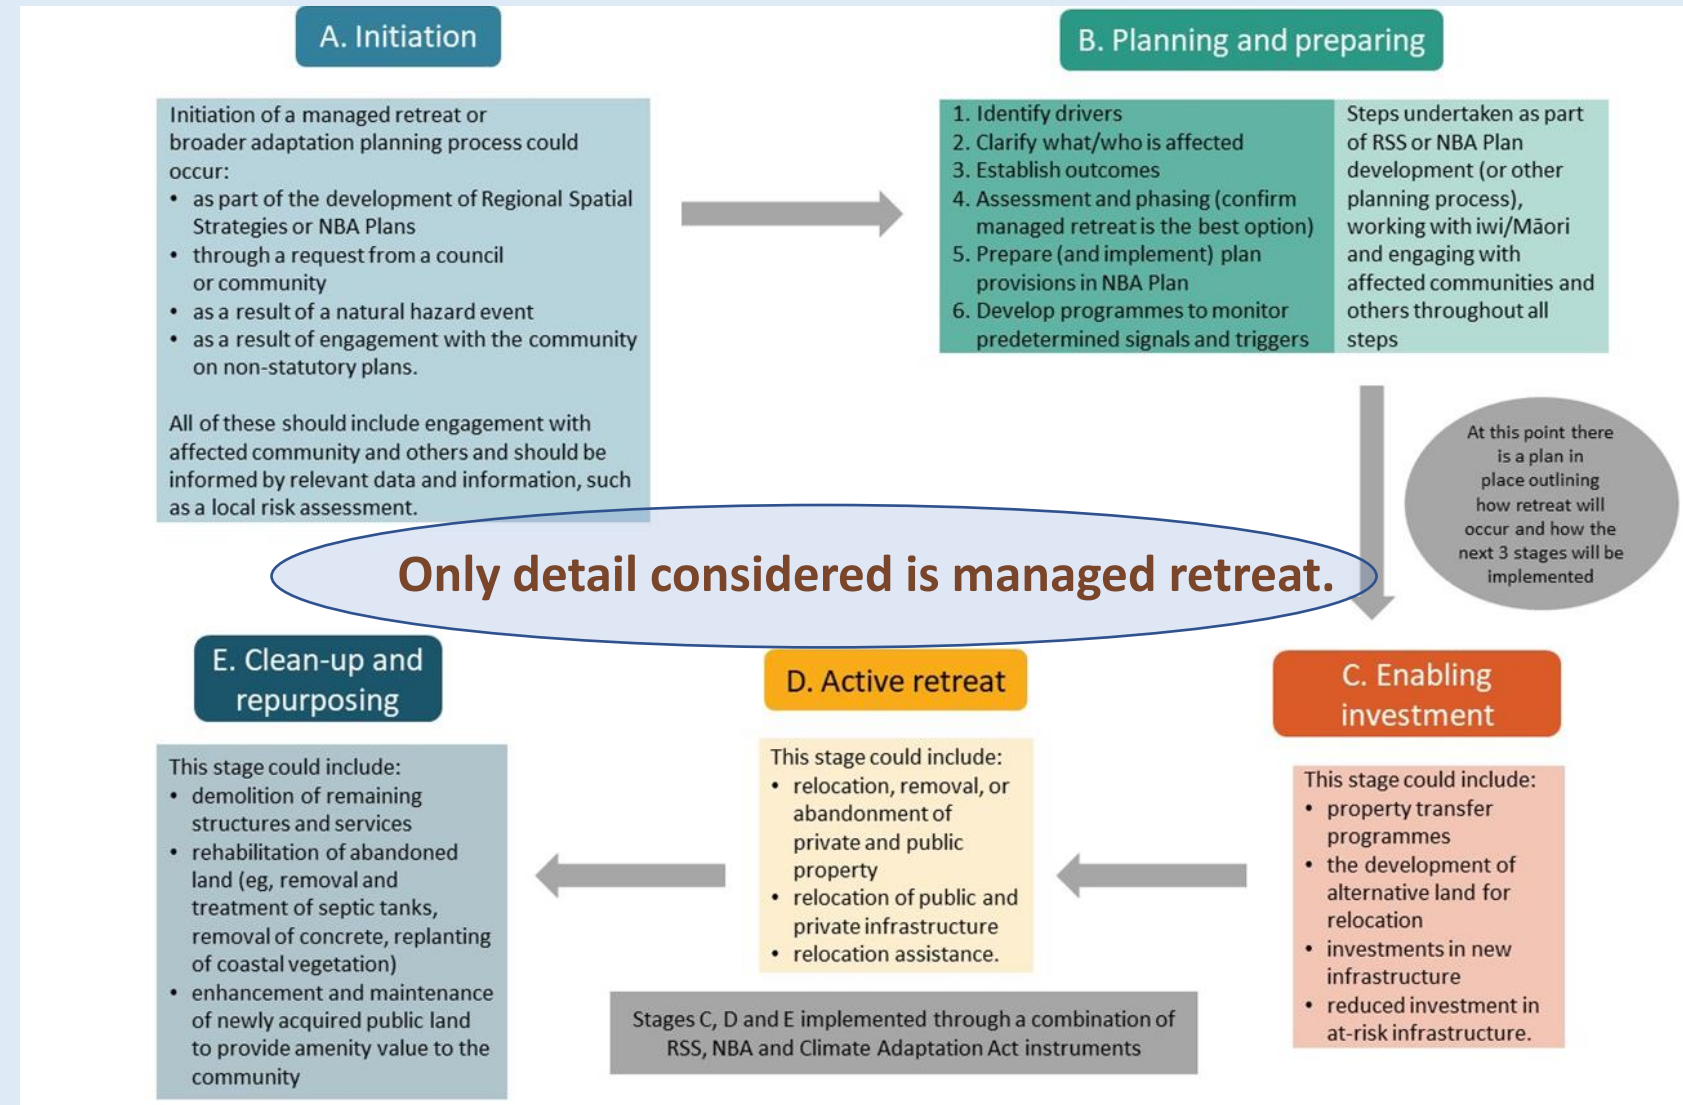 A. Initiation
Initiation of a managed retreat or
broader adaptation planning process could
occur:
• as part of the development of Regional Spatial
Strategies or NBA Plans
• through a request from a council
or community
• as a result of a natural hazard event
• as a result of engagement with the community
on non-statutory plans.
All of these should include engagement with
affected community and others and should be
informed by relevant data and information, such
as a local risk assessment.
B. Planning and preparing
1. Identify drivers
2. Clarify what/who is affected
3. Establish outcomes
4. Assessment and phasing (confirm
managed retreat is the best option)
5. Prepare (and implement) plan
provisions in NBA Plan
6. Develop programmes to monitor
predetermined signals and triggers
Steps undertaken as part
of RSS or NBA Plan
development (or other
planning process),
working with iwi/Māori
and engaging with
affected communities and
others throughout all
steps
At this point there
is a plan in
place outlining
how retreat will
occur and how the
next 3 stages will be
implemented
Only detail considered is managed retreat.
C. Enabling
investment
This stage could include:
• property transfer
programmes
• the development of
alternative land for
relocation
• investments in new
infrastructure
• reduced investment in
at-risk infrastructure.
D. Active retreat
This stage could include:
• relocation, removal, or
abandonment of
private and public
property
• relocation of public and
private infrastructure
• relocation assistance.
E. Clean-up and
repurposing
This stage could include:
• demolition of remaining
structures and services
• rehabilitation of abandoned
land (eg, removal and
treatment of septic tanks,
removal of concrete, replanting
of coastal vegetation)
• enhancement and maintenance
of newly acquired public land
to provide amenity value to the
community
Stages C, D and E implemented through a combination of
RSS, NBA and Climate Adaptation Act instruments